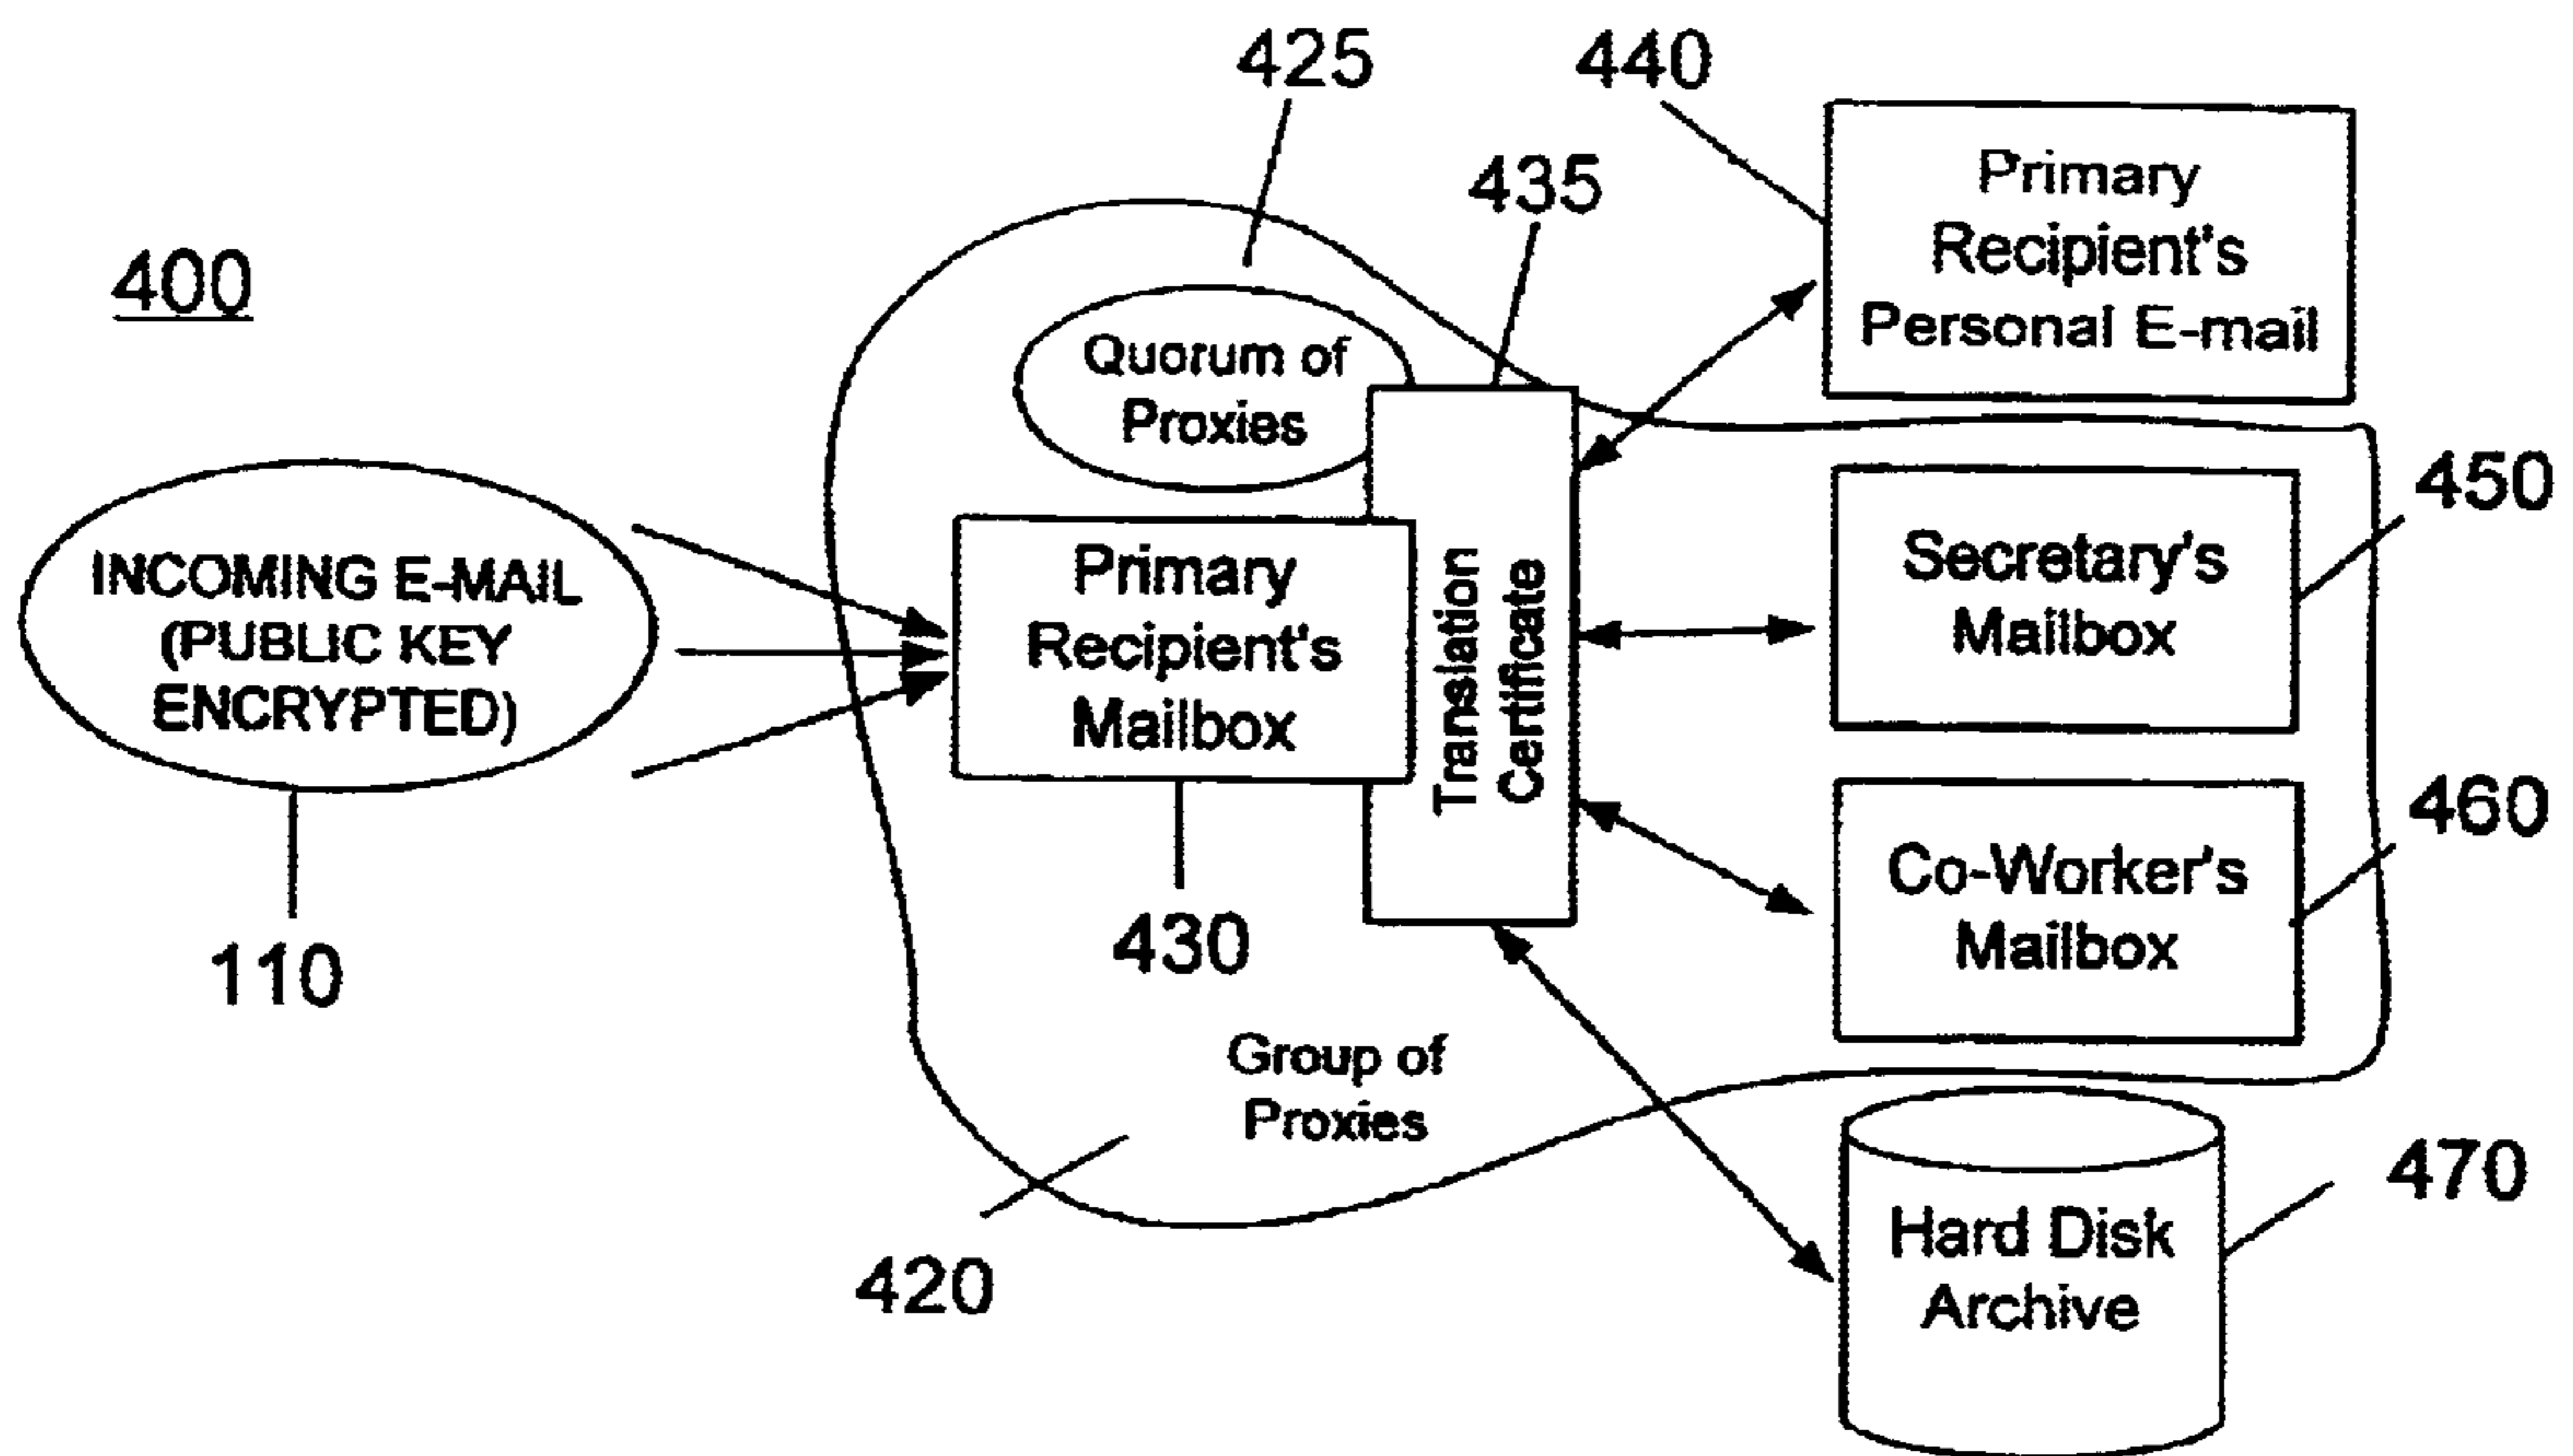 425
440
435
400
Primary
Recipient's
Personal E-mail
Quorum of
Proxies
450
Secretary's
Mailbox
INCOMING E-MAIL
(PUBLIC KEY
ENCRYPTED)
Primary
Recipient's
Mailbox
Translation
Certificate
460
Co-Worker's
Mailbox
110
430
Group of
Proxies
470
Hard Disk
Archive
420